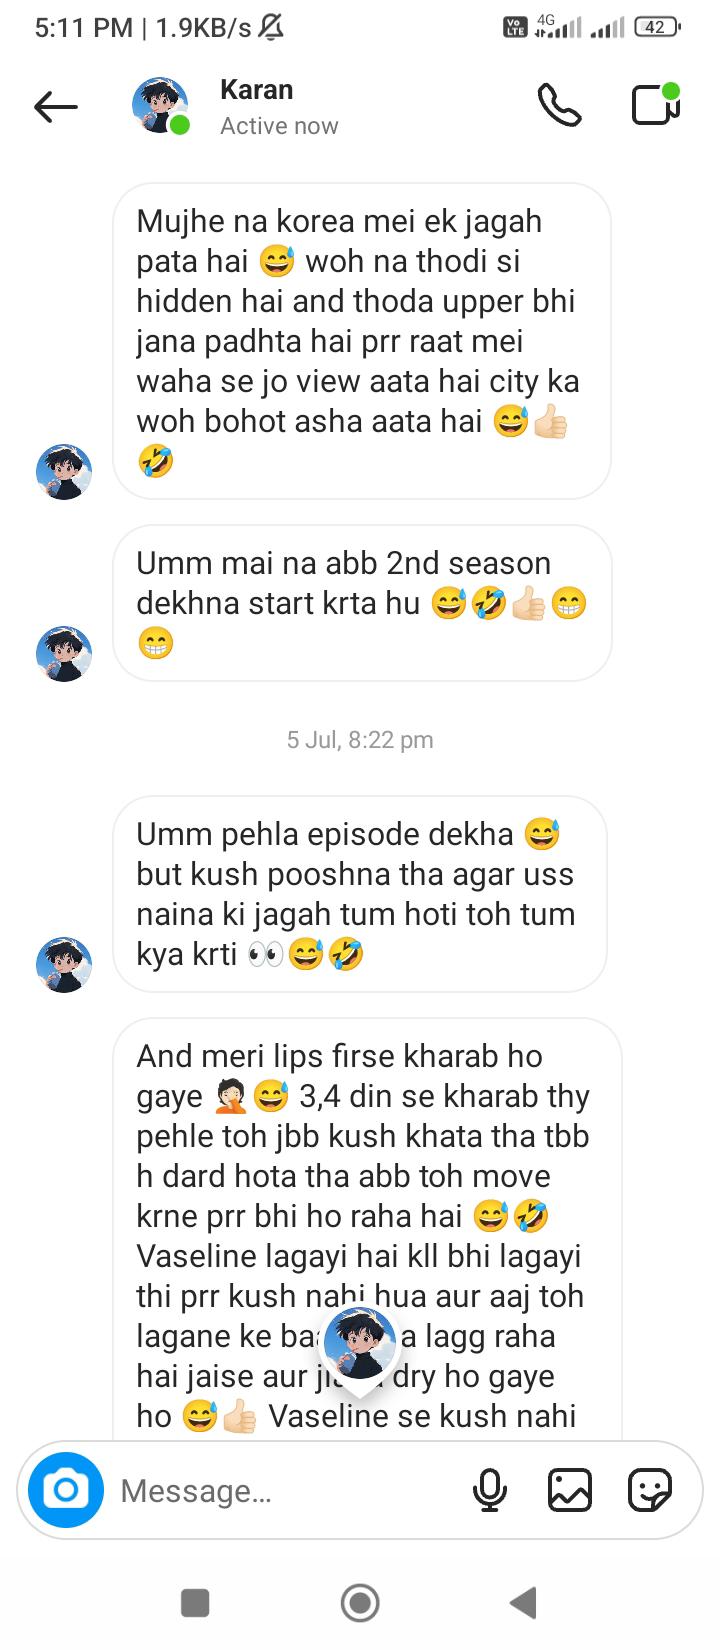 5:11 PM | 1.9KB/s
Vo LTE 4G 42
Karan
Active now
Mujhe na korea mei ek jagah
pata hai 😅 woh na thodi si
hidden hai and thoda upper bhi
jana padhta hai prr raat mei
waha se jo view aata hai city ka
woh bohot asha aata hai 😅👍🏻
🤣
Umm mai na abb 2nd season
dekhna start krta hu 😅🤣👍🏻😁
😁
5 Jul, 8:22 pm
Umm pehla episode dekha 😅
but kush pooshna tha agar uss
naina ki jagah tum hoti toh tum
kya krti 👀😅🤣
And meri lips firse kharab ho
gaye 🤦🏻😅 3,4 din se kharab thy
pehle toh jbb kush khata tha tbb
h dard hota tha abb toh move
krne prr bhi ho raha hai 😅🤣
Vaseline lagayi hai kll bhi lagayi
thi prr kush nahi hua aur aaj toh
lagane ke lagg raha
hai jaise aur dry ho gaye
ho 😅👍🏻 Vaseline se kush nahi
Message…